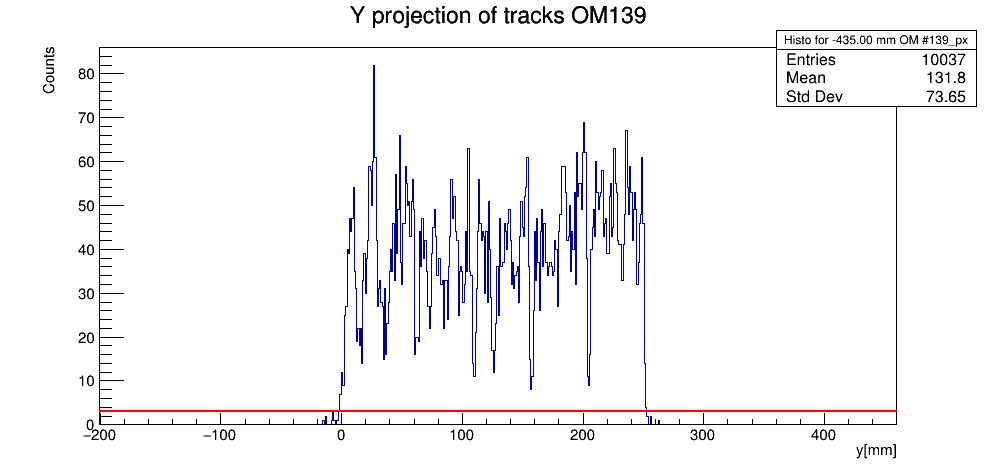 Y projection of tracks OM139
Histo for -435.00 mm OM #139_px
Entries 10037
Mean 131.8
Std Dev 73.65
Counts
80
70
60
50
40
30
20
10
0
−200 −100 0 100 200 300 400
y[mm]